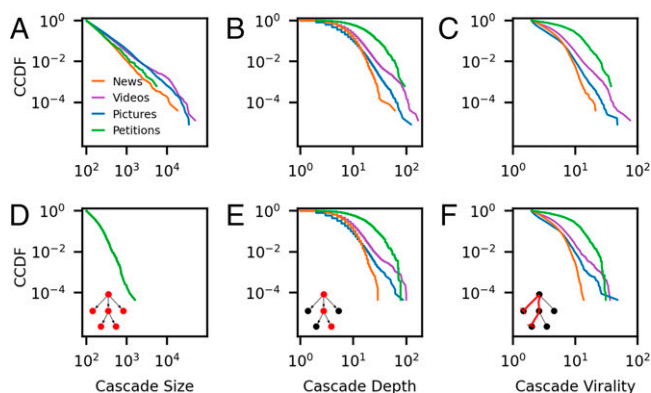 A
B
C
CCDF
10^0
10^-2
10^-4
News
Videos
Pictures
Petitions
10^2 10^3 10^4
10^0
10^-2
10^-4
10^0 10^1 10^2
10^0
10^-2
10^-4
10^0 10^1 10^2
D
E
F
CCDF
10^0
10^-2
10^-4
10^2 10^3 10^4
10^0
10^-2
10^-4
10^0 10^1 10^2
10^0
10^-2
10^-4
10^0 10^1 10^2
Cascade Size
Cascade Depth
Cascade Virality